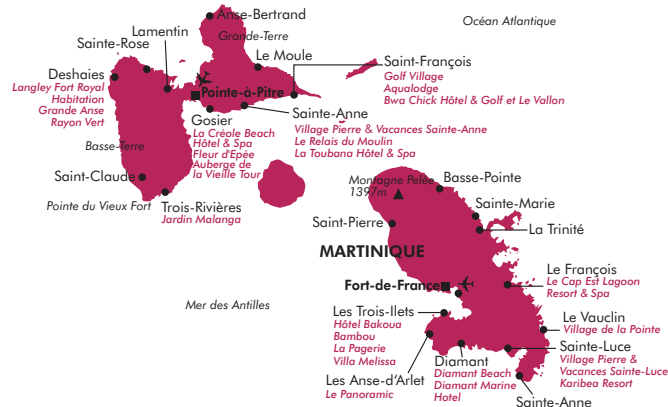 Anse-Bertrand
Océan Atlantique
Lamentin
Grande-Terre
Sainte-Rose
Le Moule
Deshaies
Langley Fort Royal
Habitation
Grande Anse
Rayon Vert
Saint-François
Golf Village
Aqualodge
Bwa Chick Hôtel & Golf et Le Vallon
Pointe-à-Pitre
Gosier
La Créole Beach
Hôtel & Spa
Fleur d'Epée
Auberge de
la Vieille Tour
Sainte-Anne
Village Pierre & Vacances Sainte-Anne
Le Relais du Moulin
La Toubana Hôtel & Spa
Basse-Terre
Saint-Claude
Pointe du Vieux Fort
Trois-Rivières
Jardin Malanga
Montagne Pelée
1397m
Basse-Pointe
Sainte-Marie
La Trinité
Saint-Pierre
MARTINIQUE
Fort-de-France
Le François
Le Cap Est Lagoon
Resort & Spa
Mer des Antilles
Les Trois-Ilets
Hôtel Bakoua
Bambou
La Pagerie
Villa Melissa
Le Vauclin
Village de la Pointe
Sainte-Luce
Village Pierre &
Vacances Sainte-Luce
Karibea Resort
Diamant
Diamant Beach
Diamant Marine
Hotel
Les Anse-d'Arlet
Le Panoramic
Sainte-Anne